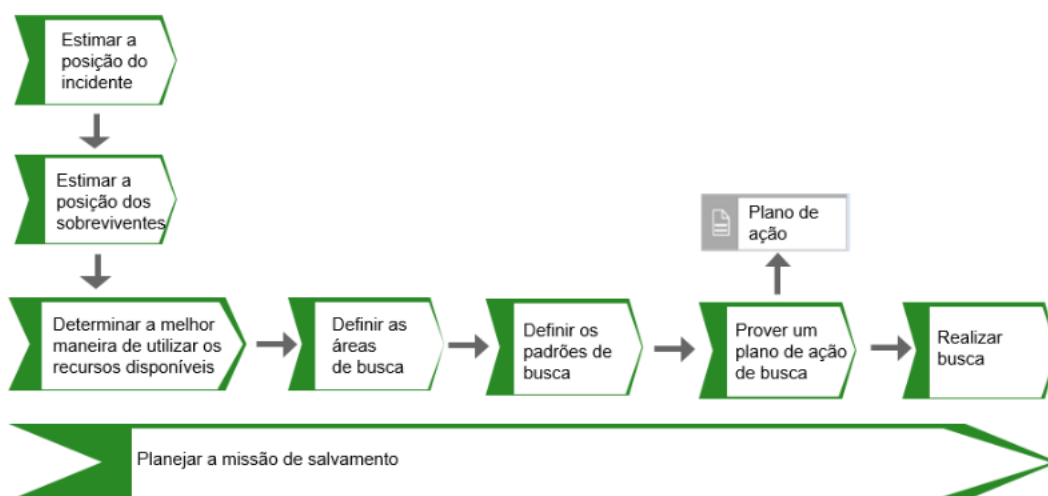 Estimar a
posição do
incidente
Estimar a
posição dos
sobreviventes
Plano de
ação
Determinar a melhor
maneira de utilizar os
recursos disponíveis
Definir as
áreas
de busca
Definir os
padrões de
busca
Prover um
plano de ação
de busca
Realizar
busca
Planejar a missão de salvamento